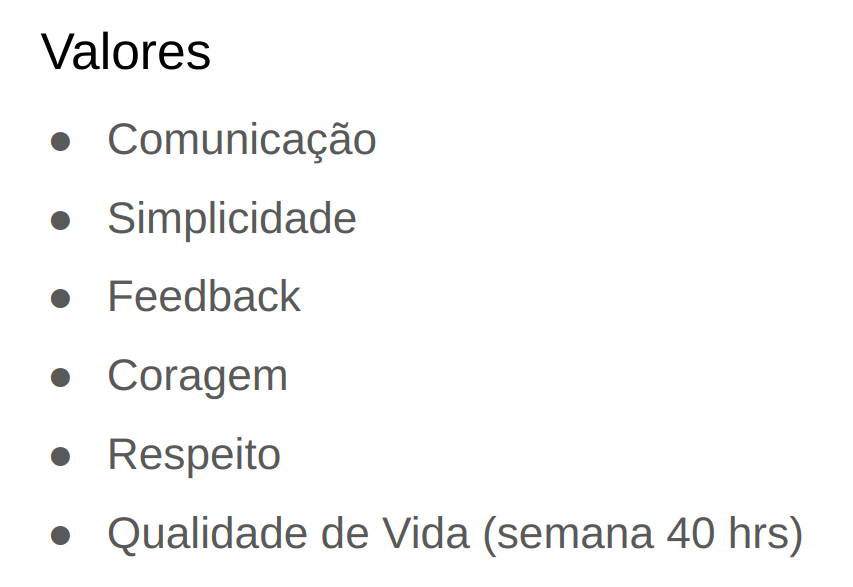 Valores
● Comunicação
● Simplicidade
● Feedback
● Coragem
● Respeito
● Qualidade de Vida (semana 40 hrs)